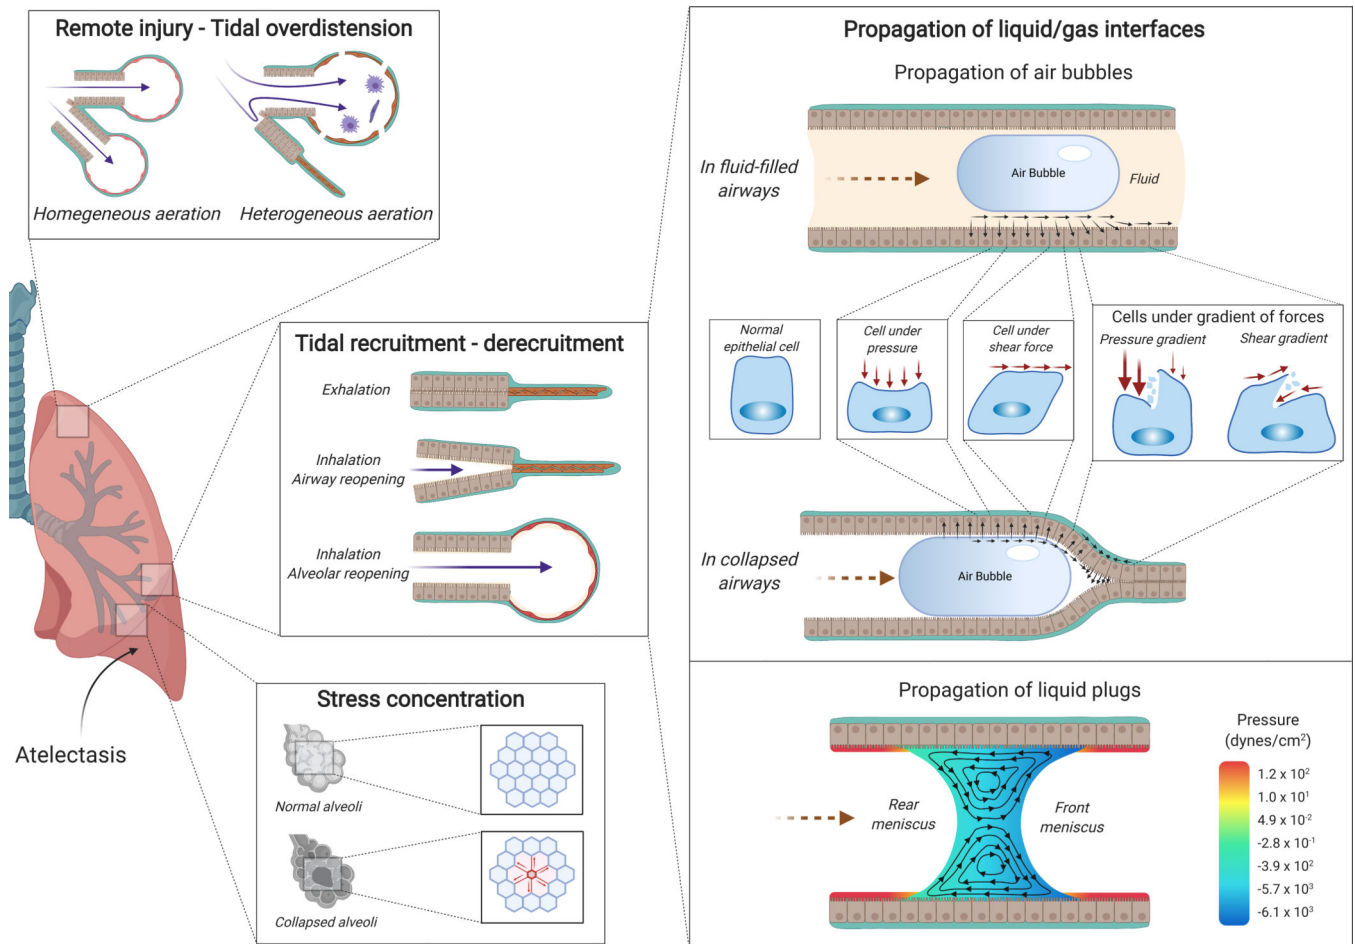 Remote injury - Tidal overdistension
Homegeneous aeration
Heterogeneous aeration
Atelectasis
Tidal recruitment - derecruitment
Exhalation
Inhalation
Airway reopening
Inhalation
Alveolar reopening
Stress concentration
Normal alveoli
Collapsed alveoli
Propagation of liquid/gas interfaces
Propagation of air bubbles
In fluid-filled
airways
Air Bubble
Fluid
Normal
epithelial cell
Cell under
pressure
Cell under
shear force
Cells under gradient of forces
Pressure gradient
Shear gradient
In collapsed
airways
Air Bubble
Propagation of liquid plugs
Rear
meniscus
Front
meniscus
Pressure
(dynes/cm²)
1.2 x 10²
1.0 x 10¹
4.9 x 10⁻²
-2.8 x 10⁻¹
-3.9 x 10²
-5.7 x 10³
-6.1 x 10³